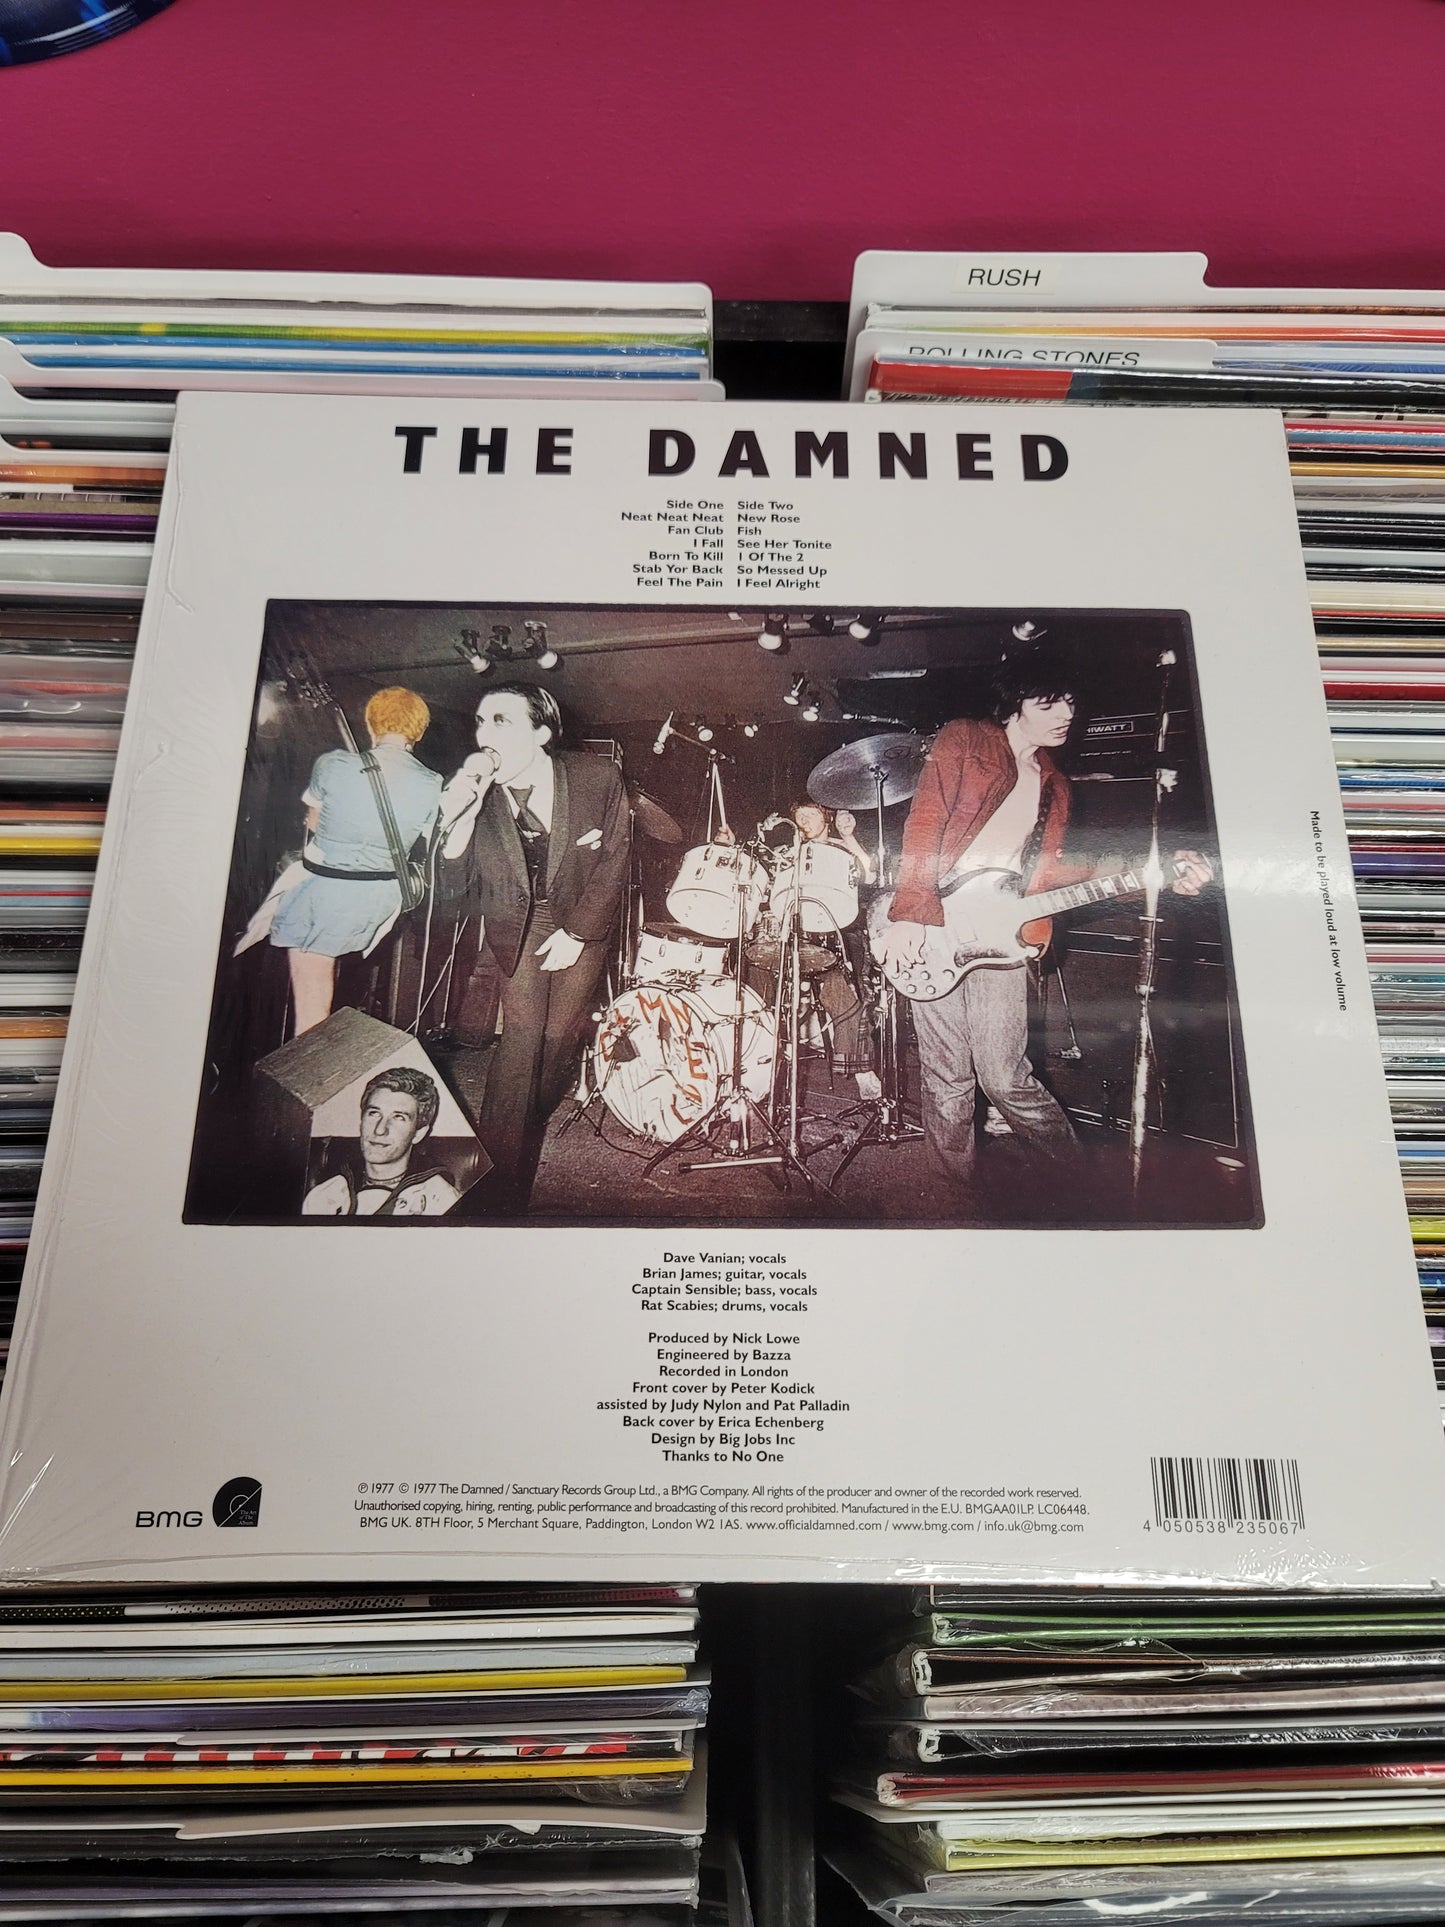 RUSH
ROLLING STONES
THE DAMNED
Side One Side Two
Neat Neat Neat New Rose
Fan Club Fish
I Fall See Her Tonite
Born To Kill 1 Of The 2
Stab Yor Back So Messed Up
Feel The Pain I Feel Alright
HIWATT
DAMNED
Made to be played loud at low volume
Dave Vanian; vocals
Brian James; guitar, vocals
Captain Sensible; bass, vocals
Rat Scabies; drums, vocals
Produced by Nick Lowe
Engineered by Bazza
Recorded in London
Front cover by Peter Kodick
assisted by Judy Nylon and Pat Palladin
Back cover by Erica Echenberg
Design by Big Jobs Inc
Thanks to No One
BMG
The Art
of The
Album
℗ 1977 © 1977 The Damned / Sanctuary Records Group Ltd., a BMG Company. All rights of the producer and owner of the recorded work reserved.
Unauthorised copying, hiring, renting, public performance and broadcasting of this record prohibited. Manufactured in the E.U. BMGAA01LP. LC06448.
BMG UK. 8TH Floor, 5 Merchant Square, Paddington, London W2 1AS. www.officialdamned.com / www.bmg.com / info.uk@bmg.com
4 050538 235067